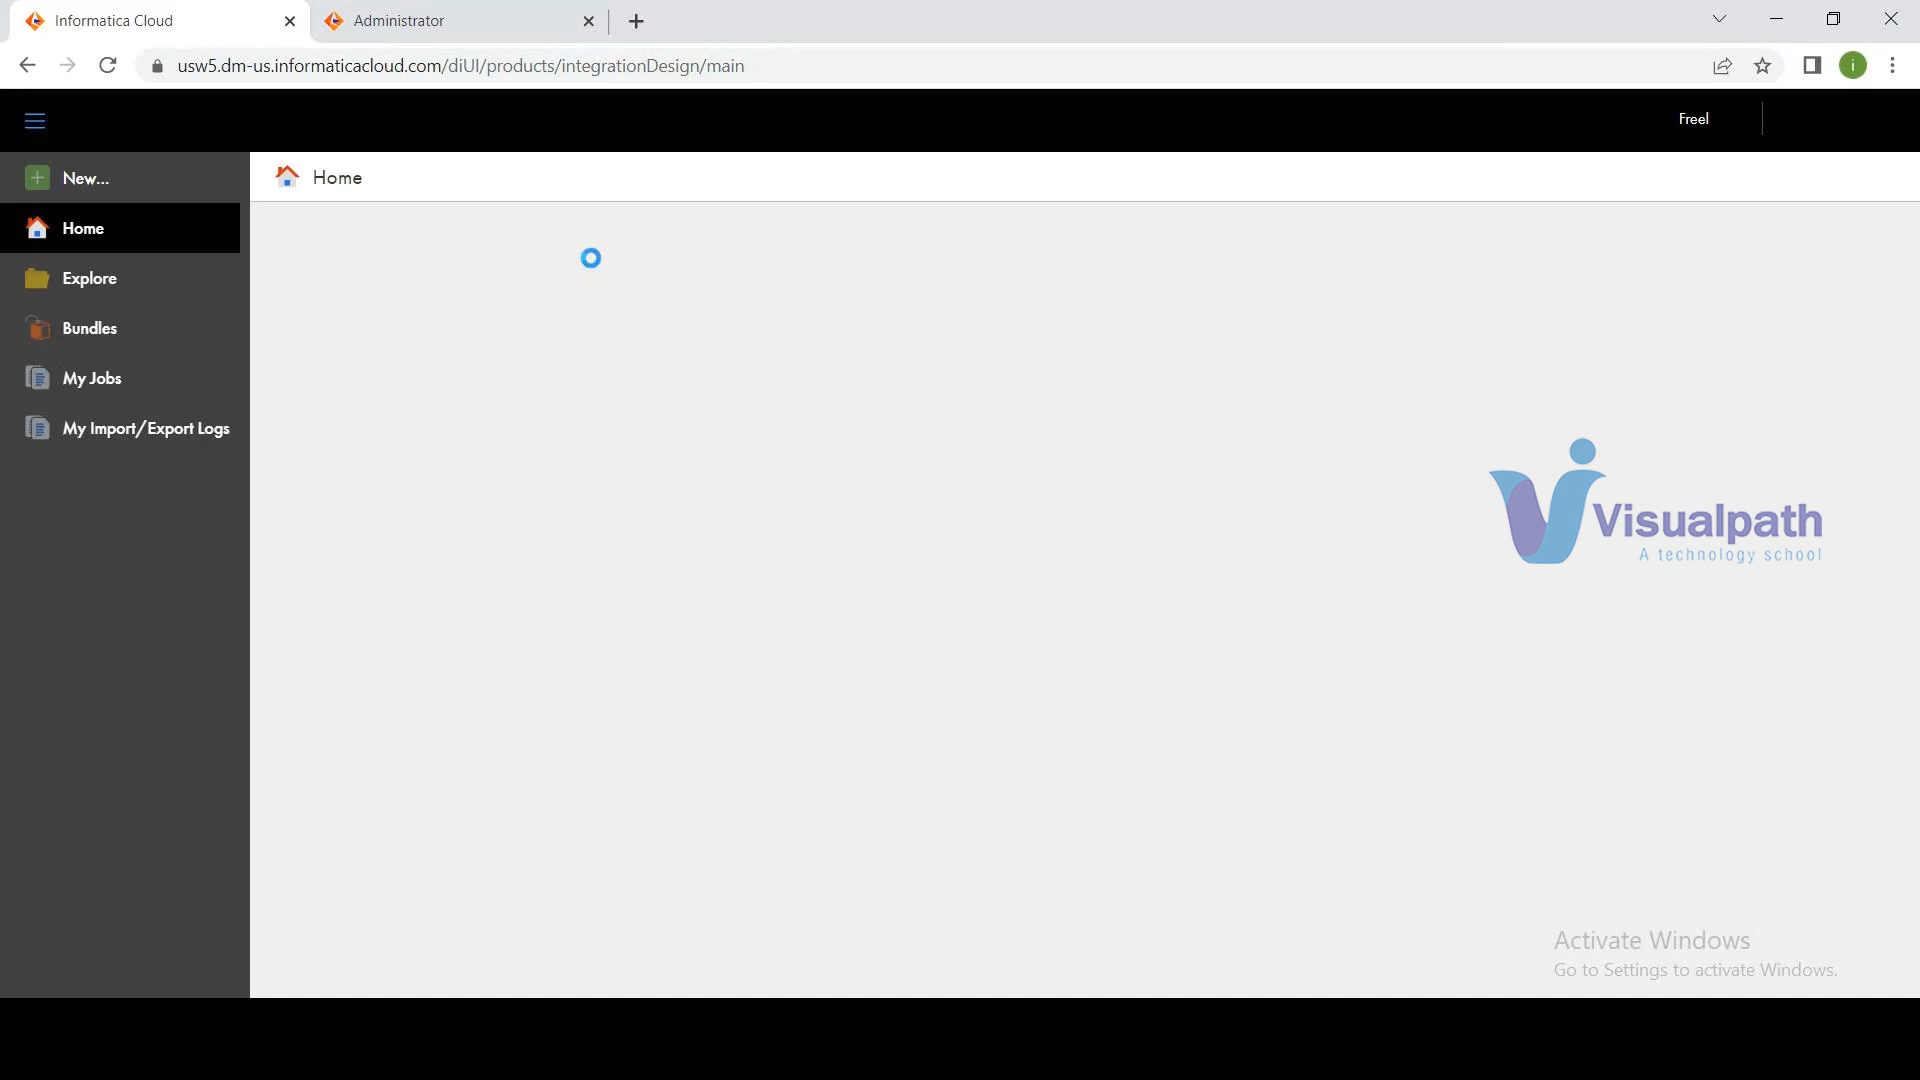 Informatica Cloud
Administrator
usw5.dm-us.informaticacloud.com/diUI/products/integrationDesign/main
i
Freel
New...
Home
Home
Explore
Bundles
My Jobs
My Import/Export Logs
Visualpath
A technology school
Activate Windows
Go to Settings to activate Windows.